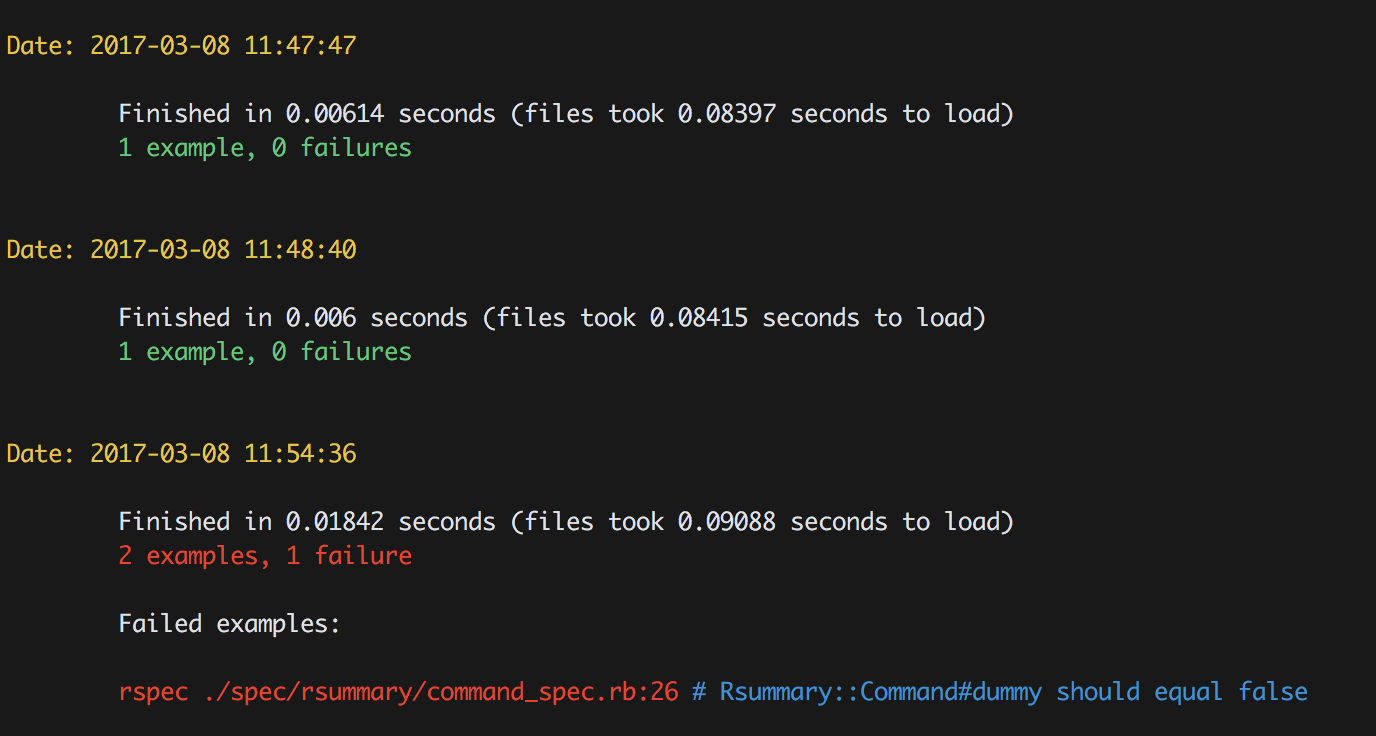 Date: 2017-03-08 11:47:47
Finished in 0.00614 seconds (files took 0.08397 seconds to load)
1 example, 0 failures
Date: 2017-03-08 11:48:40
Finished in 0.006 seconds (files took 0.08415 seconds to load)
1 example, 0 failures
Date: 2017-03-08 11:54:36
Finished in 0.01842 seconds (files took 0.09088 seconds to load)
2 examples, 1 failure
Failed examples:
rspec ./spec/rsummary/command_spec.rb:26 # Rsummary::Command#dummy should equal false